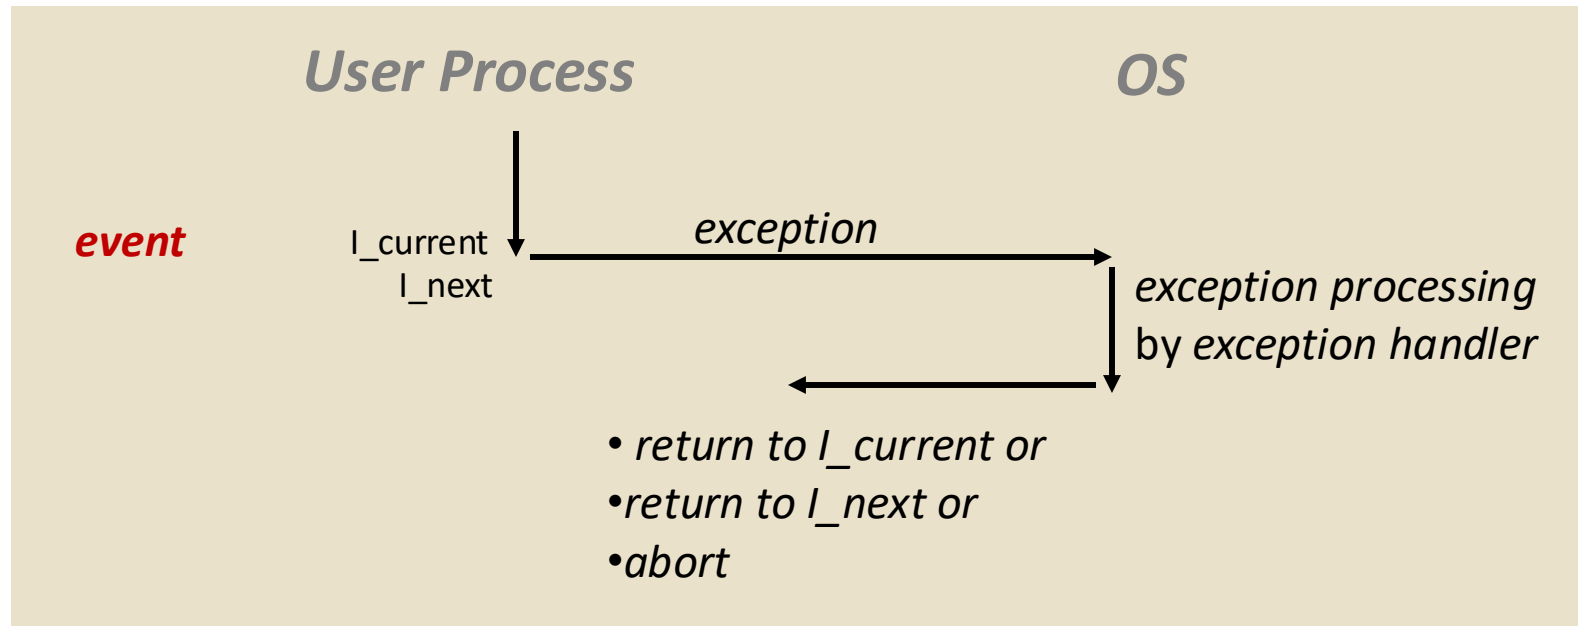 User Process
OS
event
I_current
I_next
exception
exception processing
by exception handler
• return to I_current or
•return to I_next or
•abort